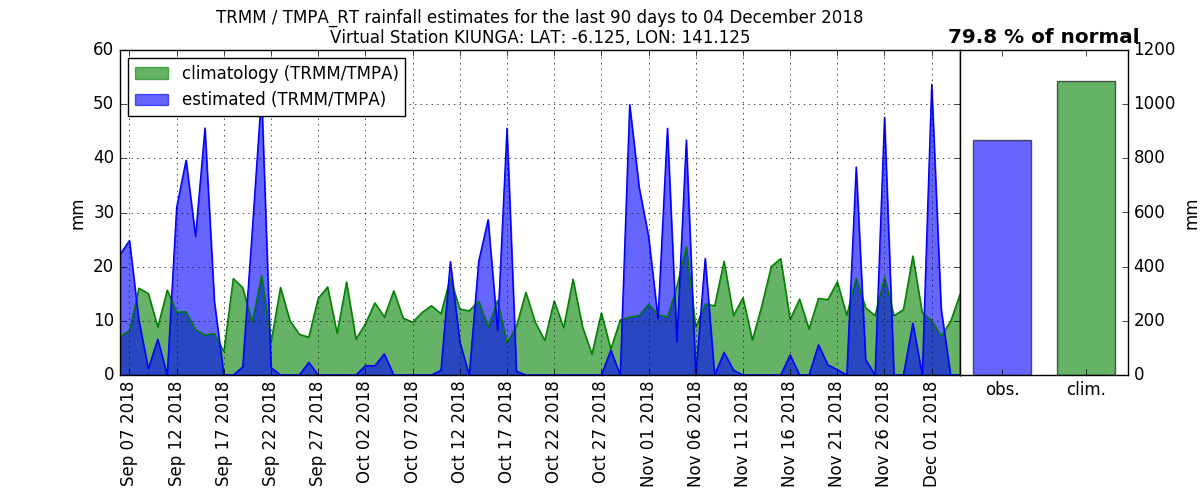 TRMM / TMPA_RT rainfall estimates for the last 90 days to 04 December 2018
Virtual Station KIUNGA: LAT: -6.125, LON: 141.125
79.8 % of normal
climatology (TRMM/TMPA)
estimated (TRMM/TMPA)
60
50
40
30
20
10
0
mm
1200
1000
800
600
400
200
0
mm
Sep 07 2018
Sep 12 2018
Sep 17 2018
Sep 22 2018
Sep 27 2018
Oct 02 2018
Oct 07 2018
Oct 12 2018
Oct 17 2018
Oct 22 2018
Oct 27 2018
Nov 01 2018
Nov 06 2018
Nov 11 2018
Nov 16 2018
Nov 21 2018
Nov 26 2018
Dec 01 2018
obs.
clim.